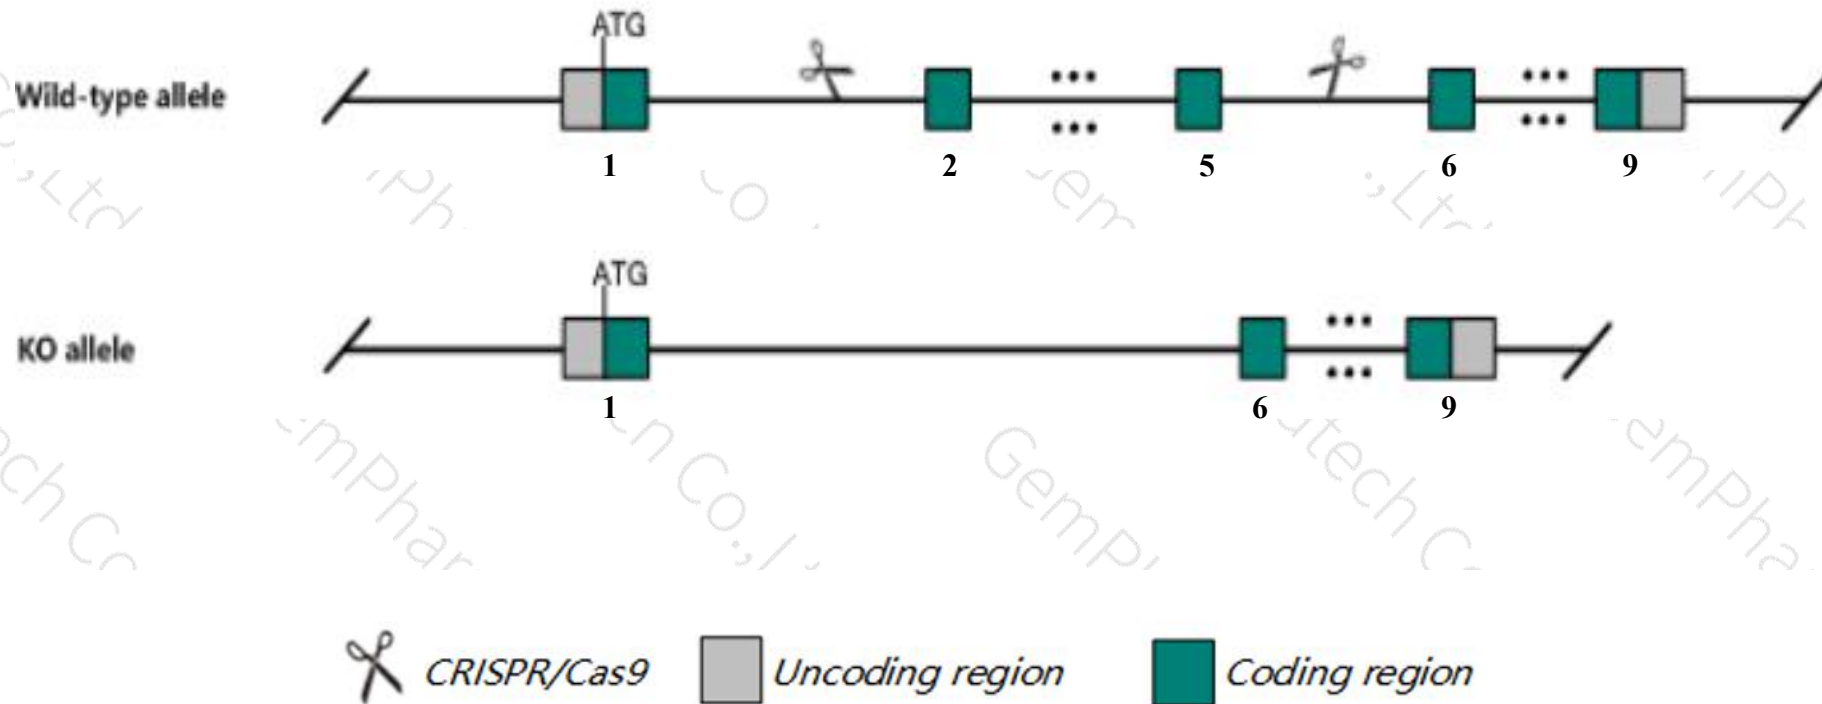 ATG
Wild-type allele
1 2 5 6 9
ATG
KO allele
1 6 9
CRISPR/Cas9 Uncoding region Coding region